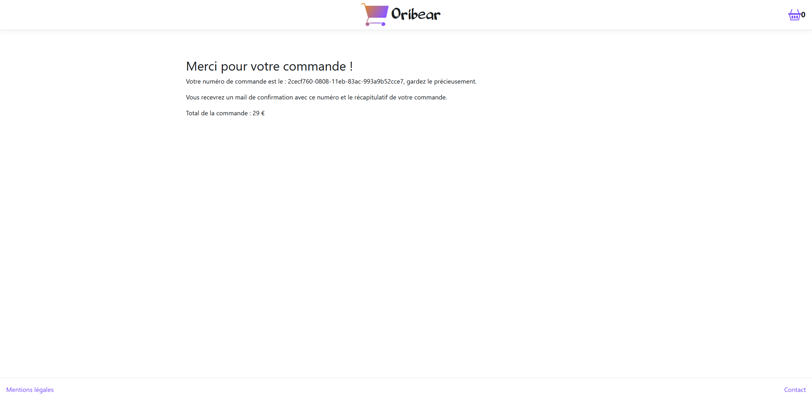 Oribear
0
Merci pour votre commande !
Votre numéro de commande est le : 2cecf760-0808-11eb-83ac-993a9b52cce7, gardez le précieusement.
Vous recevrez un mail de confirmation avec ce numéro et le récapitulatif de votre commande.
Total de la commande : 29 €
Mentions légales
Contact